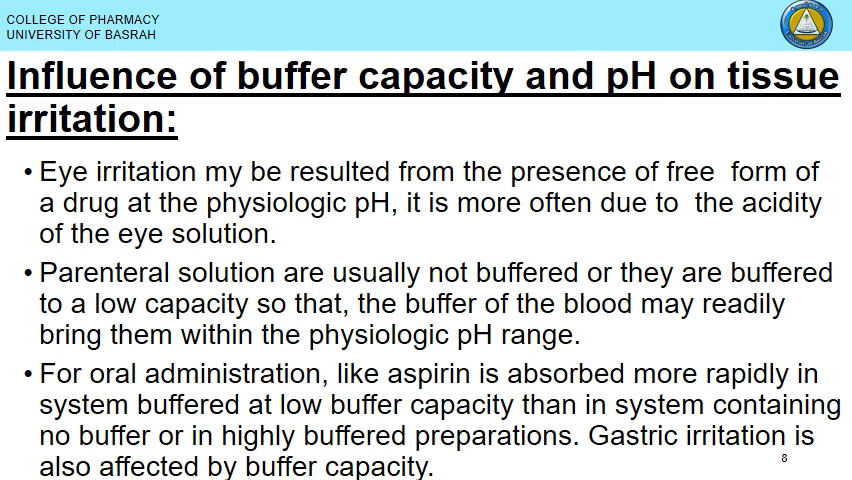 COLLEGE OF PHARMACY
UNIVERSITY OF BASRAH
Influence of buffer capacity and pH on tissue
irritation:
• Eye irritation my be resulted from the presence of free form of
a drug at the physiologic pH, it is more often due to the acidity
of the eye solution.
• Parenteral solution are usually not buffered or they are buffered
to a low capacity so that, the buffer of the blood may readily
bring them within the physiologic pH range.
• For oral administration, like aspirin is absorbed more rapidly in
system buffered at low buffer capacity than in system containing
no buffer or in highly buffered preparations. Gastric irritation is
also affected by buffer capacity.
8